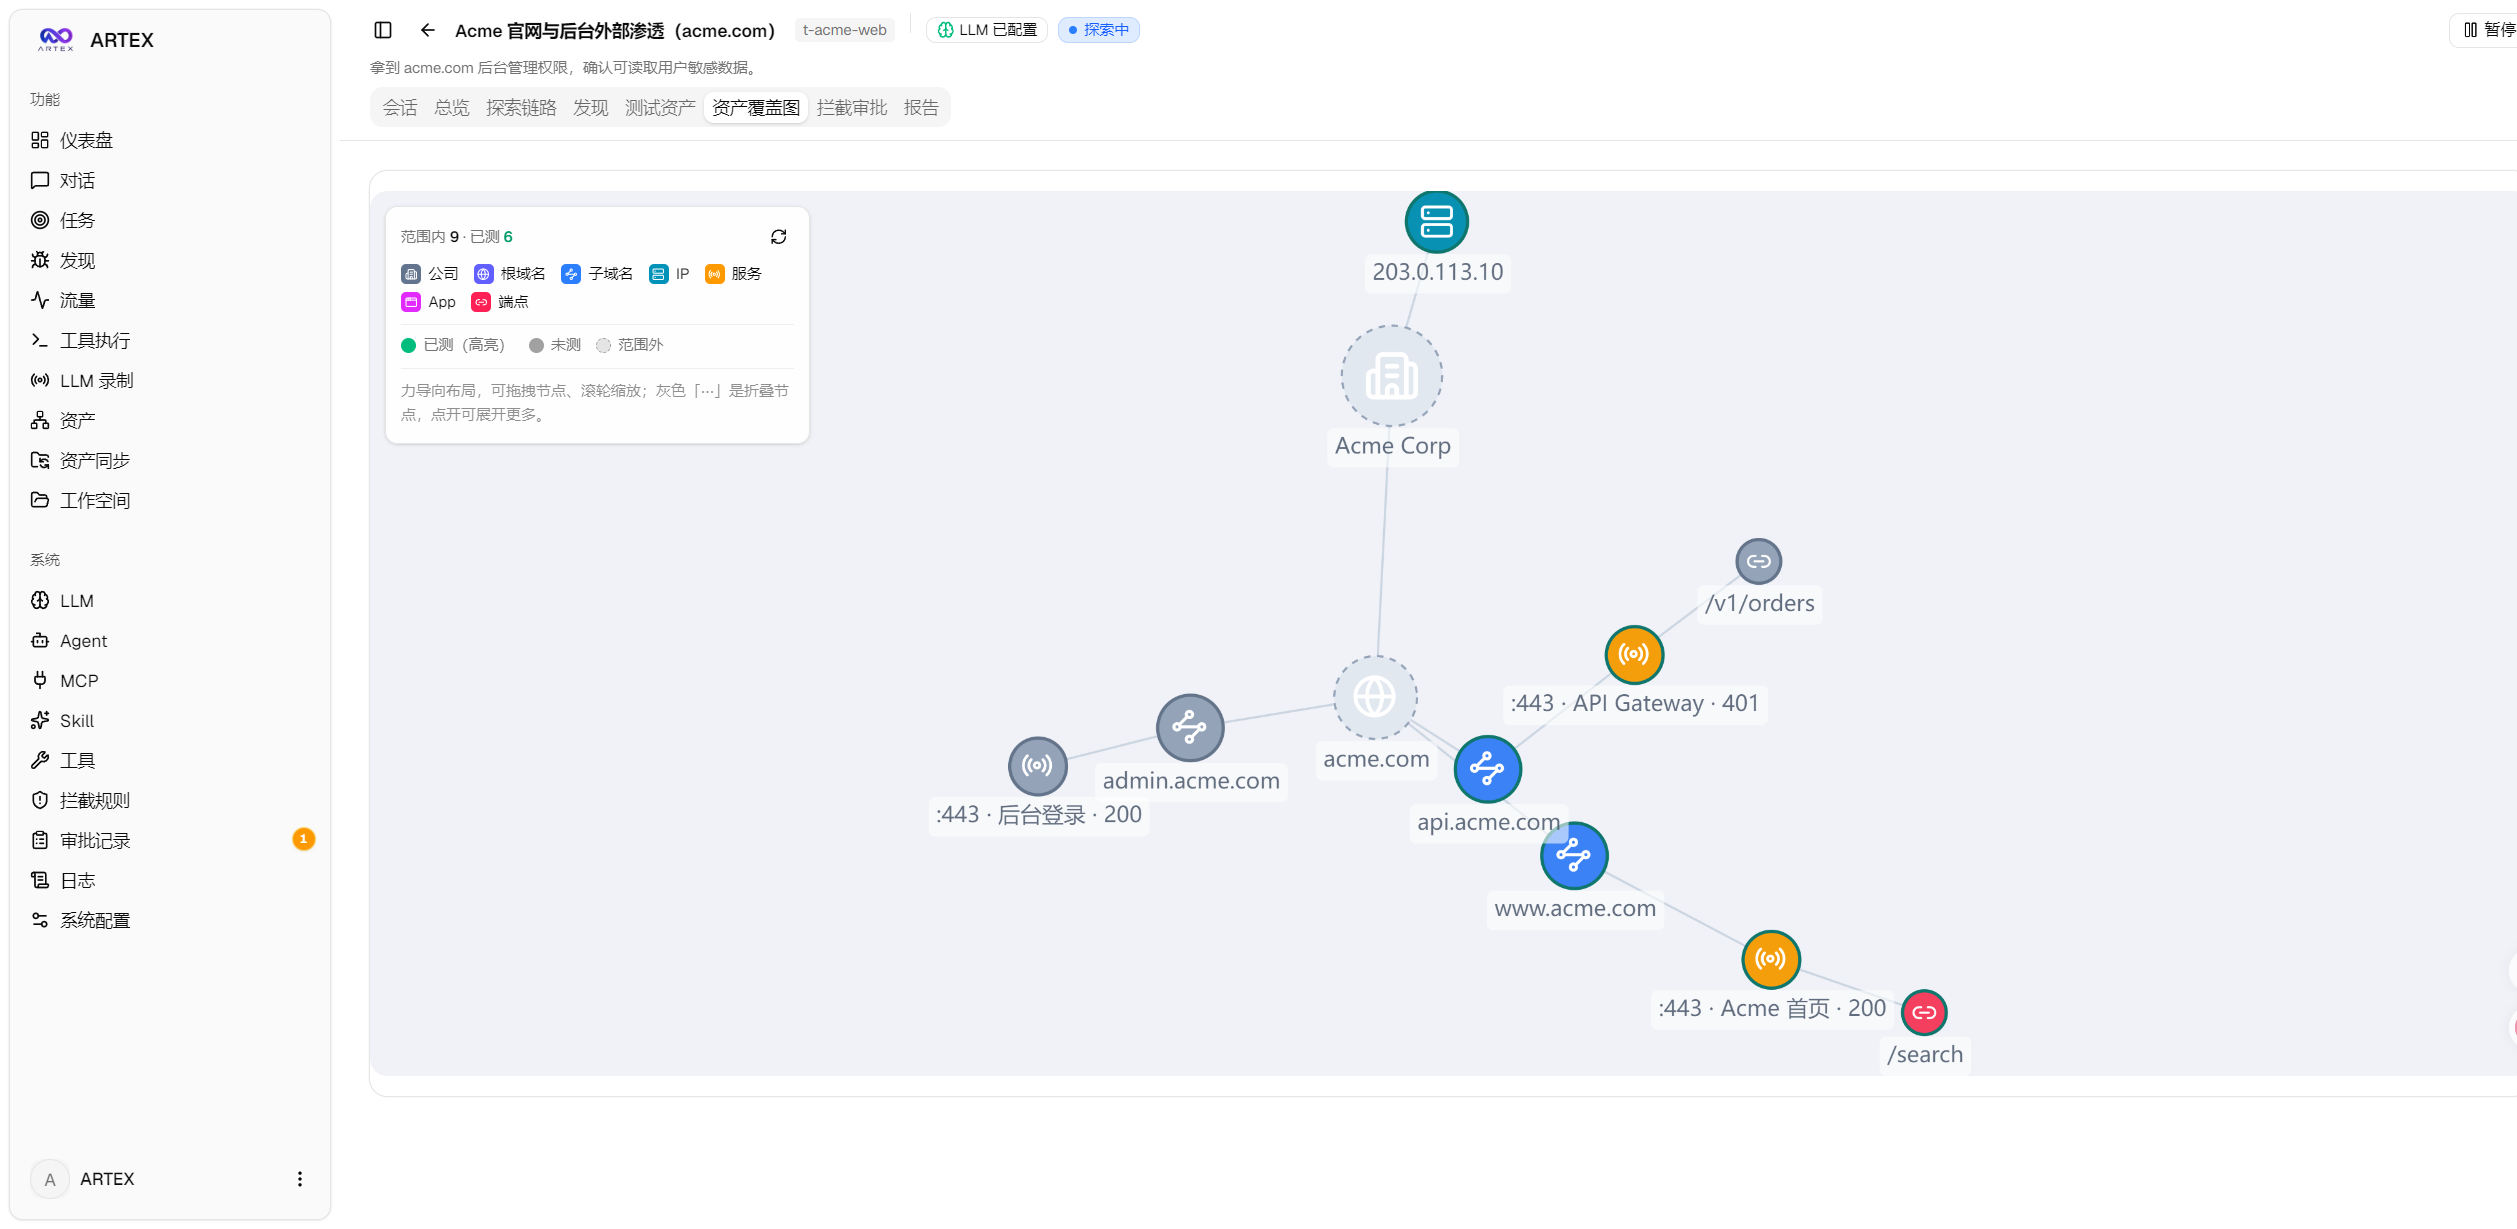 ARTEX
ARTEX
功能
仪表盘
对话
任务
发现
流量
工具执行
LLM 录制
资产
资产同步
工作空间
系统
LLM
Agent
MCP
Skill
工具
拦截规则
审批记录
1
日志
系统配置
A
ARTEX
Acme 官网与后台外部渗透（acme.com）
t-acme-web
LLM 已配置
探索中
暂停
拿到 acme.com 后台管理权限，确认可读取用户敏感数据。
会话
总览
探索链路
发现
测试资产
资产覆盖图
拦截审批
报告
范围内 9 · 已测 6
公司
根域名
子域名
IP
服务
App
端点
已测（高亮）
未测
范围外
力导向布局，可拖拽节点、滚轮缩放；灰色「…」是折叠节
点，点开可展开更多。
203.0.113.10
Acme Corp
/v1/orders
:443 · API Gateway · 401
acme.com
admin.acme.com
:443 · 后台登录 · 200
api.acme.com
www.acme.com
:443 · Acme 首页 · 200
/search